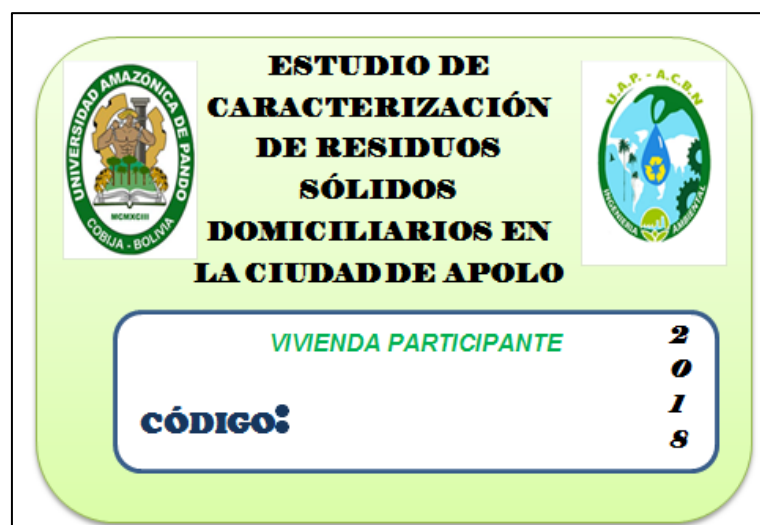 ESTUDIO DE
CARACTERIZACIÓN
DE RESIDUOS
SÓLIDOS
DOMICILIARIOS EN
LA CIUDAD DE APOLO
UNIVERSIDAD AMAZÓNICA DE PANDO
MCMXCIII
COBIJA - BOLIVIA
U.A.P. - A.C.B.N
INGENIERIA AMBIENTAL
VIVIENDA PARTICIPANTE
CÓDIGO:
2
0
1
8